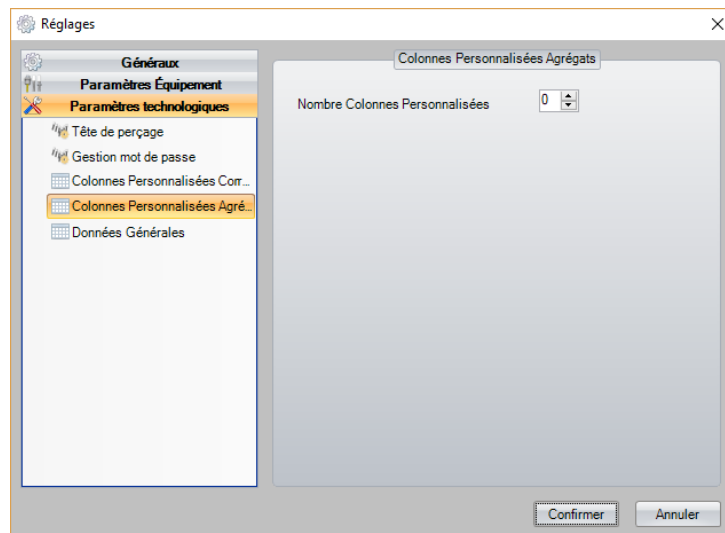 Réglages
Généraux
Paramètres Équipement
Paramètres technologiques
Tête de perçage
Gestion mot de passe
Colonnes Personnalisées Corr...
Colonnes Personnalisées Agré...
Données Générales
Colonnes Personnalisées Agrégats
Nombre Colonnes Personnalisées 0
Confirmer Annuler